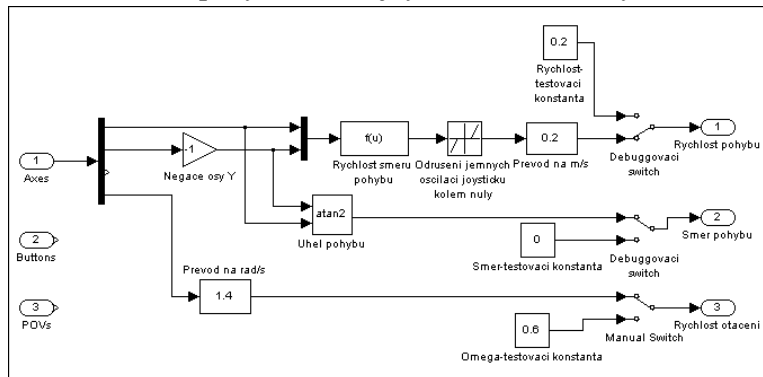 0.2
Rychlost-
testovaci
konstanta
1
Axes
-1
Negace osy Y
f(u)
Rychlost smeru
pohybu
Odruseni jemnych
oscilaci joysticku
kolem nuly
0.2
Prevod na m/s
Debuggovaci
switch
1
Rychlost pohybu
atan2
Uhel pohybu
2
Buttons
0
Smer-testovaci konstanta
Debuggovaci
switch
2
Smer pohybu
Prevod na rad/s
1.4
3
POVs
0.6
Omega-testovaci konstanta
Manual Switch
3
Rychlost otaceni